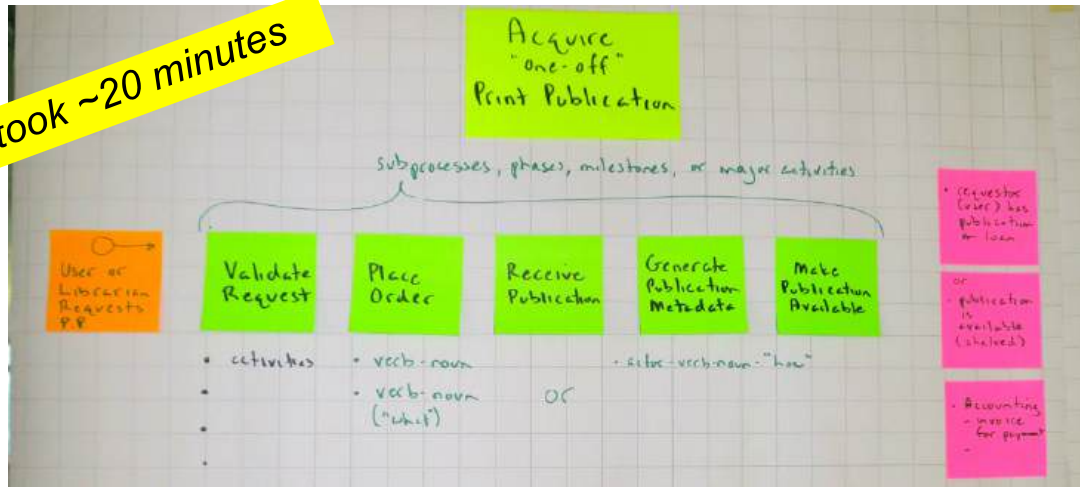 took ~20 minutes
Acquire
"one-off"
Print Publication
subprocesses, phases, milestones, or major activities
User or
Librarian
Requests
P.P.
Validate
Request
Place
Order
Receive
Publication
Generate
Publication
Metadata
Make
Publication
Available
• activities
•
•
•
• verb-noun
• verb-noun
("what")
or
• actor-verb-noun-"how"
• requestor
(user) has
publication
on loan
or
- publication
is
available
(shelved)
- Accounting
- invoice
for payment
-